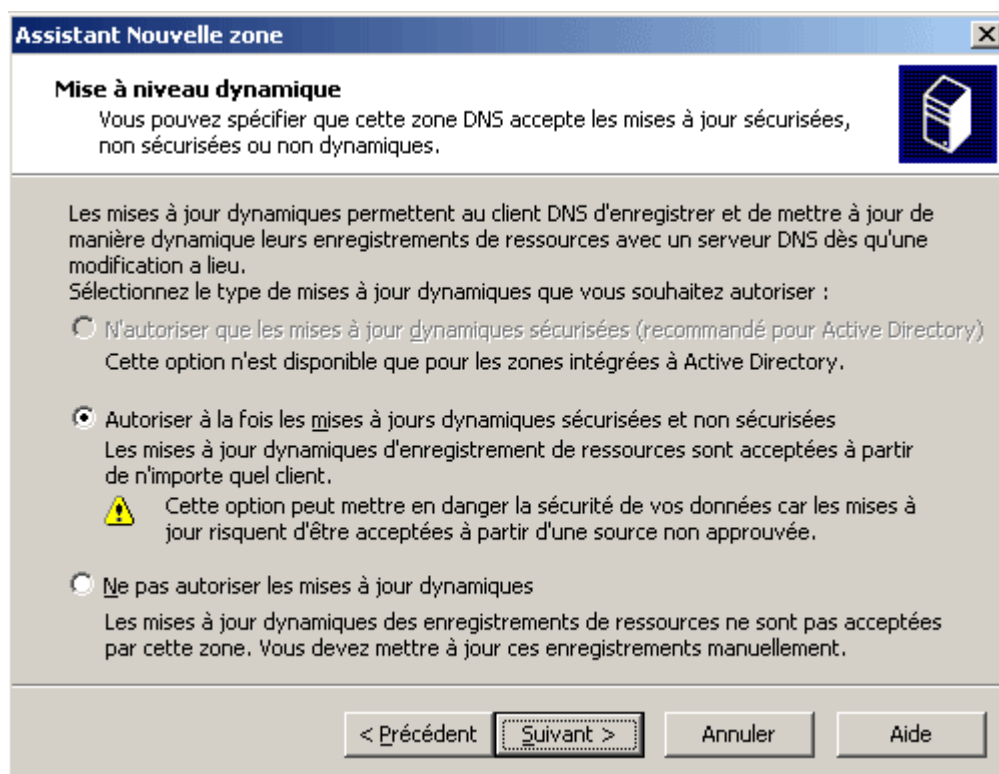 Assistant Nouvelle zone
Mise à niveau dynamique
Vous pouvez spécifier que cette zone DNS accepte les mises à jour sécurisées,
non sécurisées ou non dynamiques.
Les mises à jour dynamiques permettent au client DNS d'enregistrer et de mettre à jour de
manière dynamique leurs enregistrements de ressources avec un serveur DNS dès qu'une
modification a lieu.
Sélectionnez le type de mises à jour dynamiques que vous souhaitez autoriser :
N'autoriser que les mises à jour dynamiques sécurisées (recommandé pour Active Directory)
Cette option n'est disponible que pour les zones intégrées à Active Directory.
Autoriser à la fois les mises à jours dynamiques sécurisées et non sécurisées
Les mises à jour dynamiques d'enregistrement de ressources sont acceptées à partir
de n'importe quel client.
Cette option peut mettre en danger la sécurité de vos données car les mises à
jour risquent d'être acceptées à partir d'une source non approuvée.
Ne pas autoriser les mises à jour dynamiques
Les mises à jour dynamiques des enregistrements de ressources ne sont pas acceptées
par cette zone. Vous devez mettre à jour ces enregistrements manuellement.
< Précédent Suivant > Annuler Aide